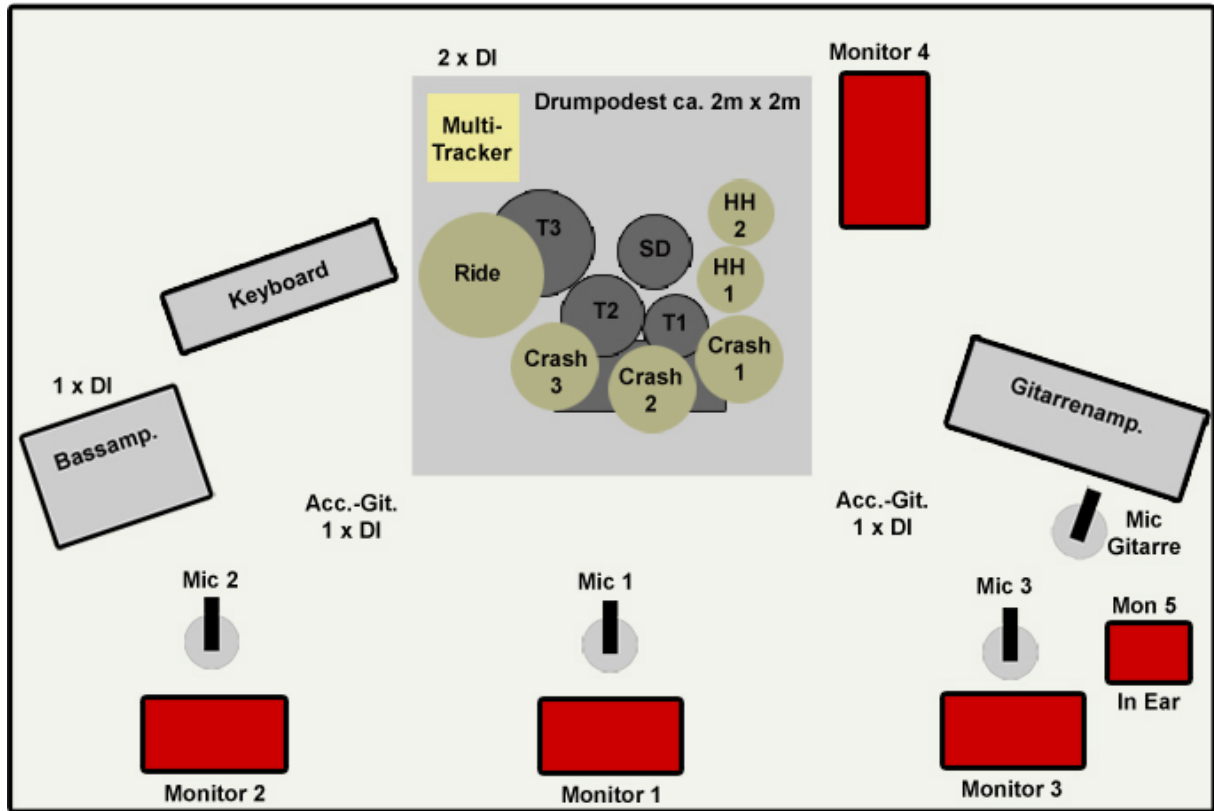 2 x DI
Monitor 4
Drumpodest ca. 2m x 2m
Multi-
Tracker
HH
2
T3
SD
Ride
HH
1
Keyboard
T2
T1
Crash
3
Crash
2
Crash
1
1 x DI
Bassamp.
Gitarrenamp.
Acc.-Git.
1 x DI
Acc.-Git.
1 x DI
Mic
Gitarre
Mic 2
Mic 1
Mic 3
Mon 5
In Ear
Monitor 2
Monitor 1
Monitor 3